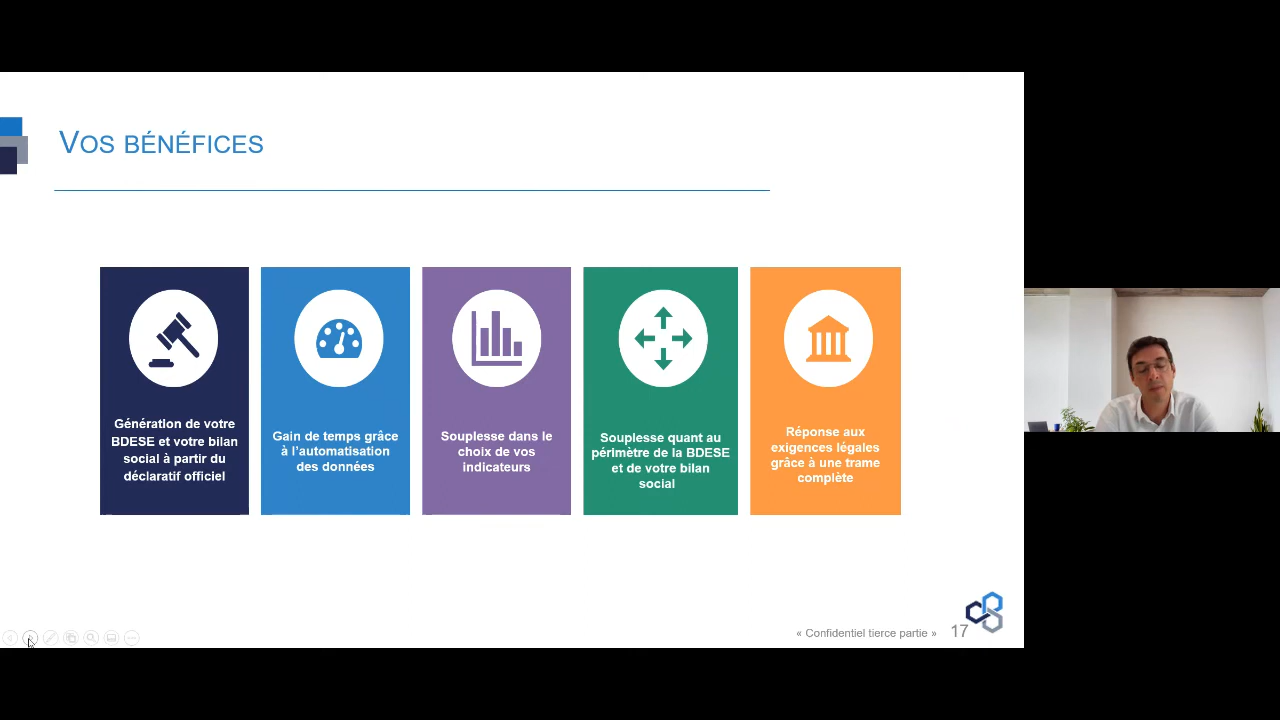 VOS BÉNÉFICES
Génération de votre
BDESE et votre bilan
social à partir du
déclaratif officiel
Gain de temps grâce
à l'automatisation
des données
Souplesse dans le
choix de vos
indicateurs
Souplesse quant au
périmètre de la BDESE
et de votre bilan
social
Réponse aux
exigences légales
grâce à une trame
complète
« Confidentiel tierce partie »
17